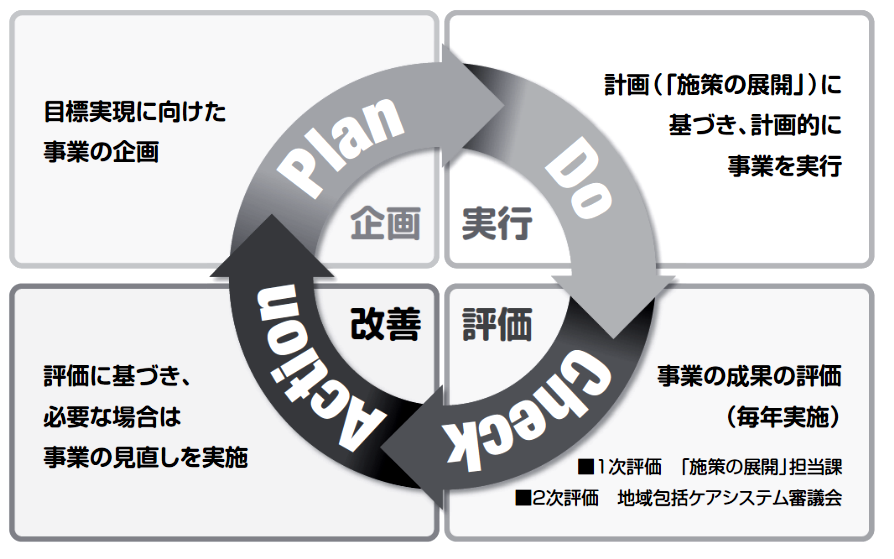 目標実現に向けた
事業の企画
Plan
企画
計画（「施策の展開」）に
基づき、計画的に
事業を実行
Do
実行
評価に基づき、
必要な場合は
事業の見直しを実施
Action
改善
事業の成果の評価
（毎年実施）
■1次評価　「施策の展開」担当課
■2次評価　地域包括ケアシステム審議会
Check
評価